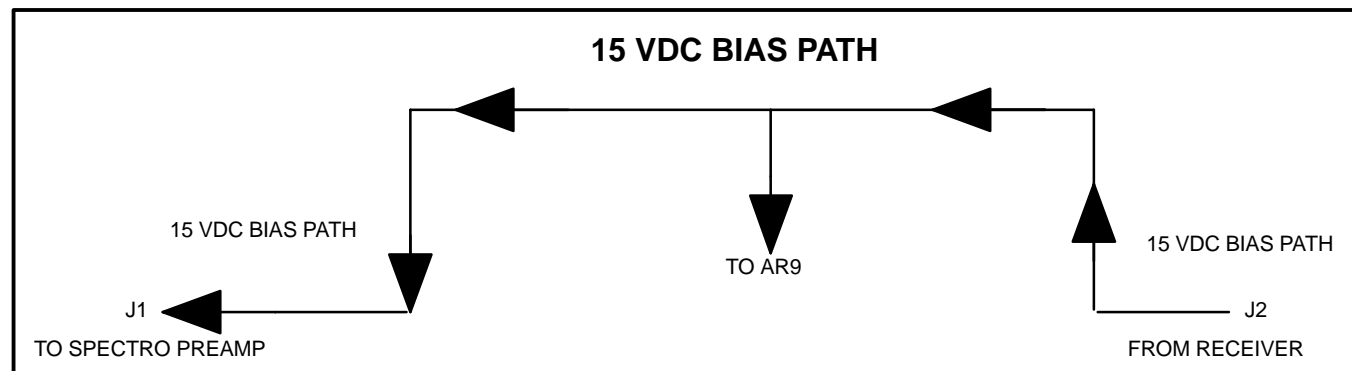 15 VDC BIAS PATH
15 VDC BIAS PATH
15 VDC BIAS PATH
TO AR9
J1
J2
TO SPECTRO PREAMP
FROM RECEIVER